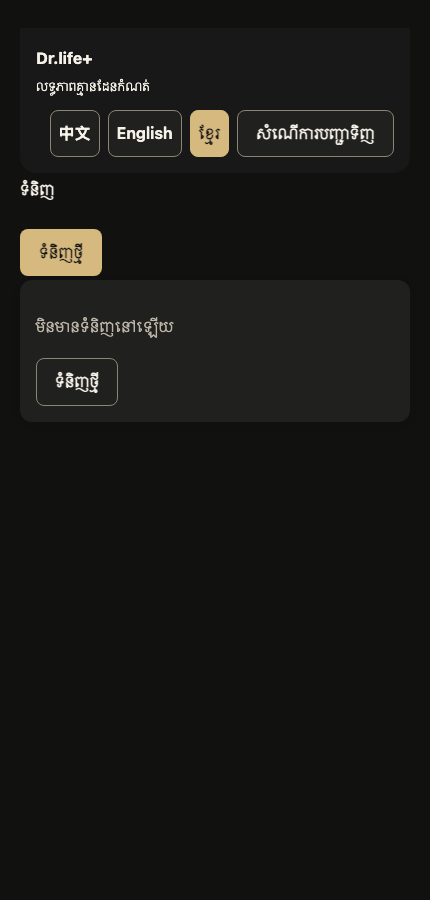 Dr.life+
លទ្ធភាពគ្មានដែនកំណត់
中文 English ខ្មែរ សំណើការបញ្ជាទិញ
ទំនិញ
ទំនិញថ្មី
មិនមានទំនិញនៅឡើយ
ទំនិញថ្មី